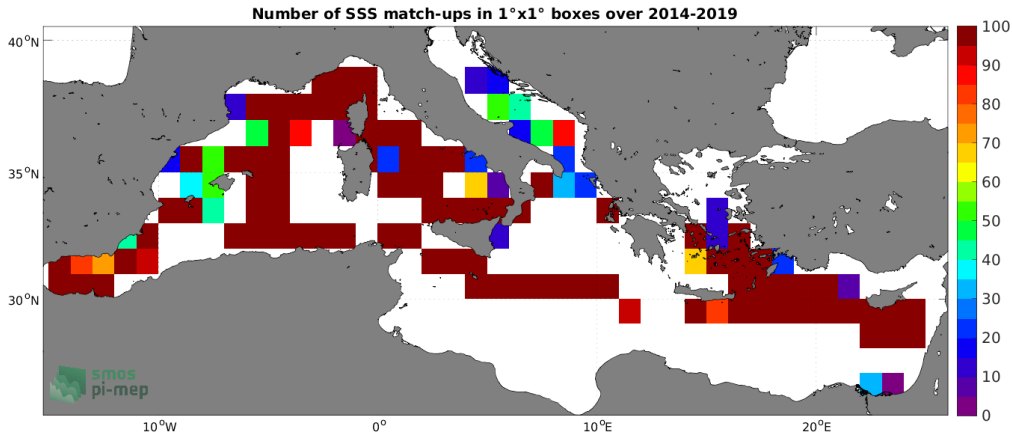 Number of SSS match-ups in 1°x1° boxes over 2014-2019
40°N
35°N
30°N
10°W
0°
10°E
20°E
100
90
80
70
60
50
40
30
20
10
0
smos
pi-mep